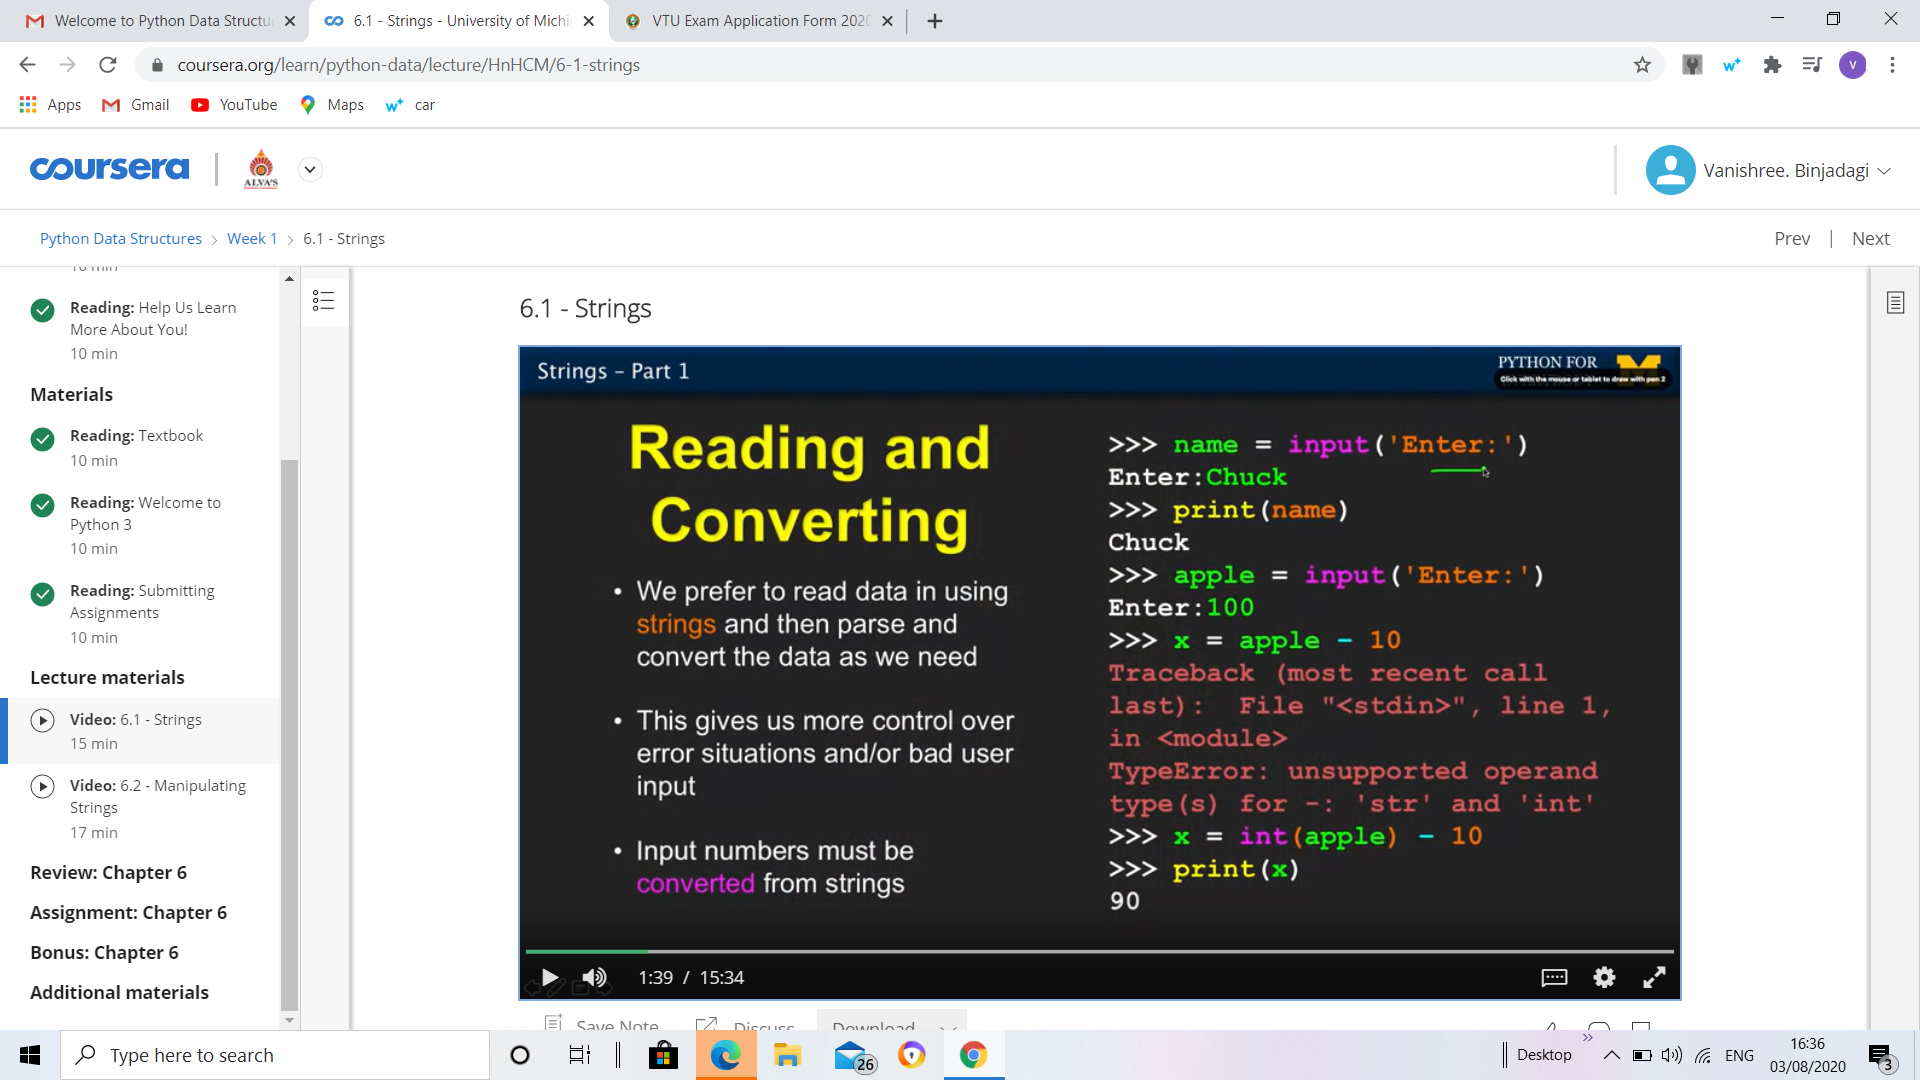 Welcome to Python Data Structu
6.1 - Strings - University of Michi
VTU Exam Application Form 2020
coursera.org/learn/python-data/lecture/HnHCM/6-1-strings
V
Apps
Gmail
YouTube
Maps
car
coursera
ALVA'S
Vanishree. Binjadagi
Python Data Structures > Week 1 > 6.1 - Strings
Prev | Next
10 min
Reading: Help Us Learn
More About You!
10 min
Materials
Reading: Textbook
10 min
Reading: Welcome to
Python 3
10 min
Reading: Submitting
Assignments
10 min
Lecture materials
Video: 6.1 - Strings
15 min
Video: 6.2 - Manipulating
Strings
17 min
Review: Chapter 6
Assignment: Chapter 6
Bonus: Chapter 6
Additional materials
6.1 - Strings
Strings – Part 1
PYTHON FOR
Click with the mouse or tablet to draw with pen 2
Reading and
Converting
• We prefer to read data in using
strings and then parse and
convert the data as we need
• This gives us more control over
error situations and/or bad user
input
• Input numbers must be
converted from strings
>>> name = input('Enter:')
Enter:Chuck
>>> print(name)
Chuck
>>> apple = input('Enter:')
Enter:100
>>> x = apple – 10
Traceback (most recent call
last): File "<stdin>", line 1,
in <module>
TypeError: unsupported operand
type(s) for -: 'str' and 'int'
>>> x = int(apple) – 10
>>> print(x)
90
1:39 / 15:34
Save Note
Discuss
Download
Type here to search
26
Desktop
ENG
16:36
03/08/2020
3